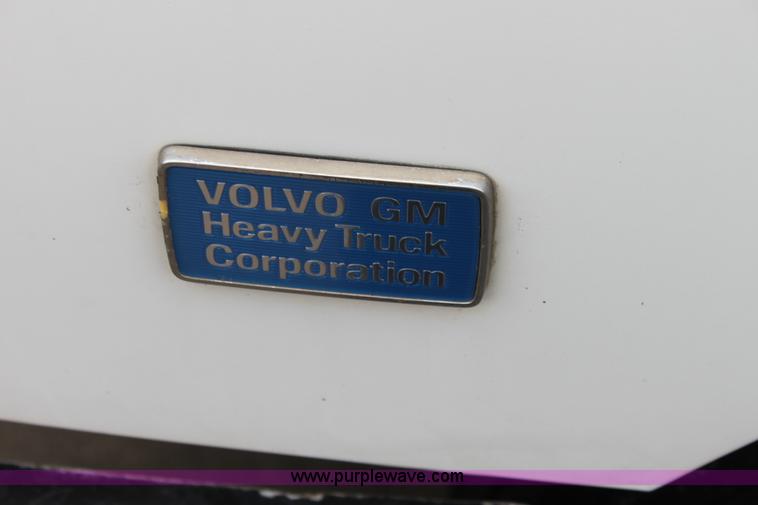 VOLVO GM
Heavy Truck
Corporation
www.purplewave.com